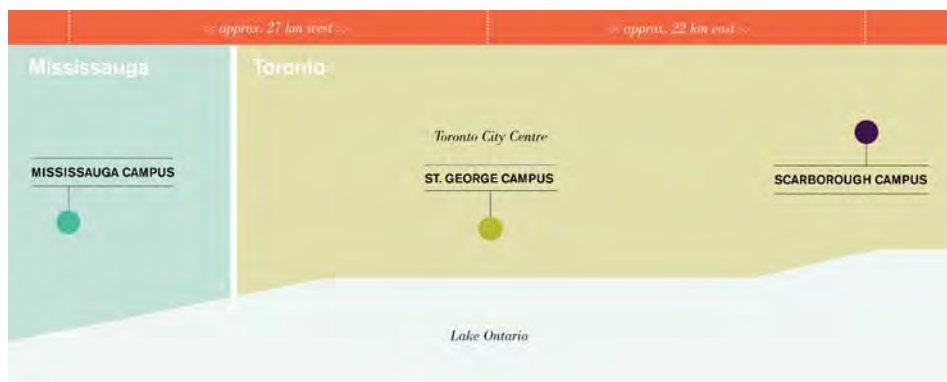 approx. 27 km west
approx. 22 km east
Mississauga
Toronto
Toronto City Centre
MISSISSAUGA CAMPUS
ST. GEORGE CAMPUS
SCARBOROUGH CAMPUS
Lake Ontario